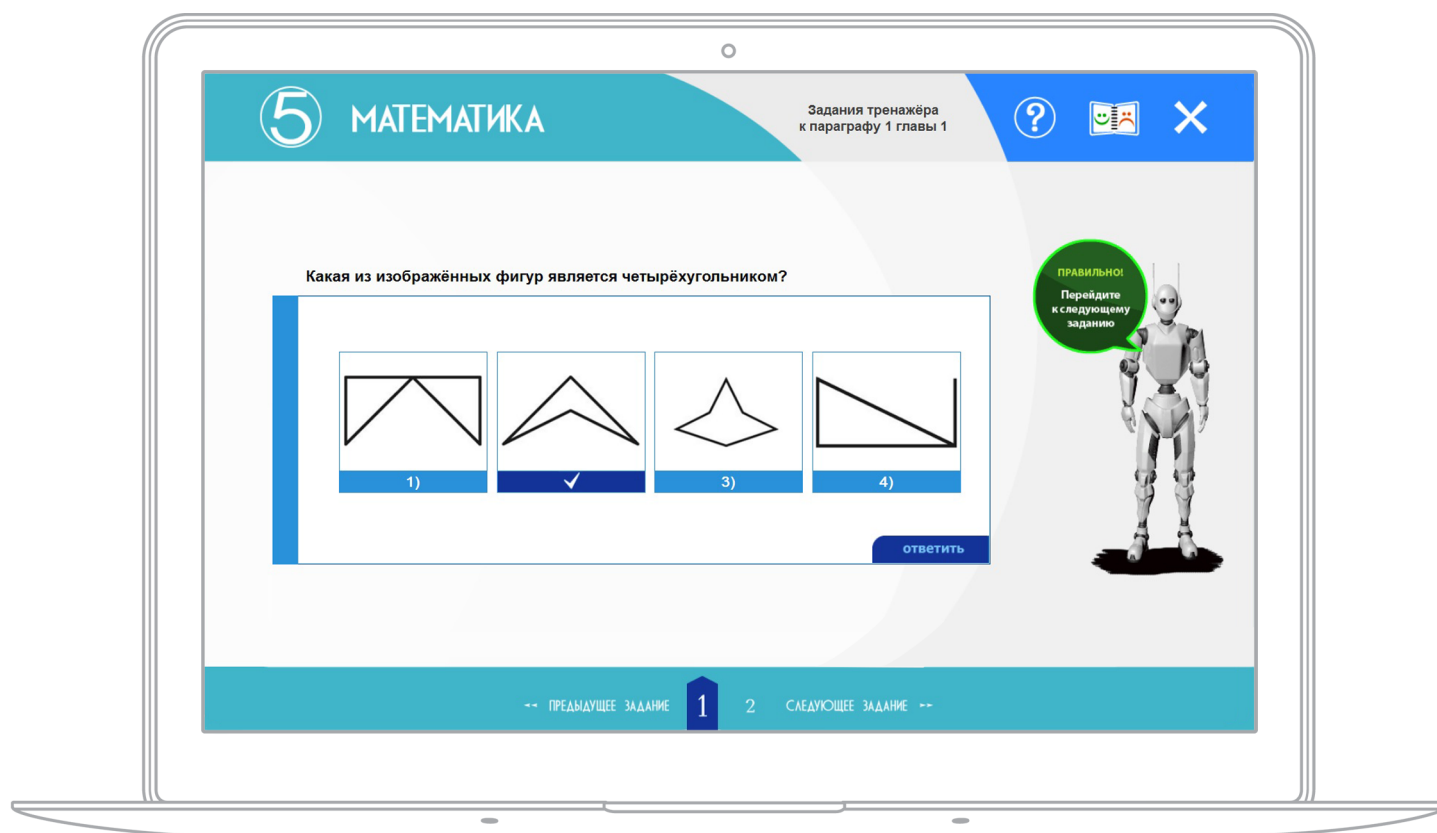 5 МАТЕМАТИКА
Задания тренажёра
к параграфу 1 главы 1
?
Какая из изображённых фигур является четырёхугольником?
ПРАВИЛЬНО!
Перейдите
к следующему
заданию
1)
3)
4)
ответить
◄◄ ПРЕДЫДУЩЕЕ ЗАДАНИЕ 1 2 СЛЕДУЮЩЕЕ ЗАДАНИЕ ►►